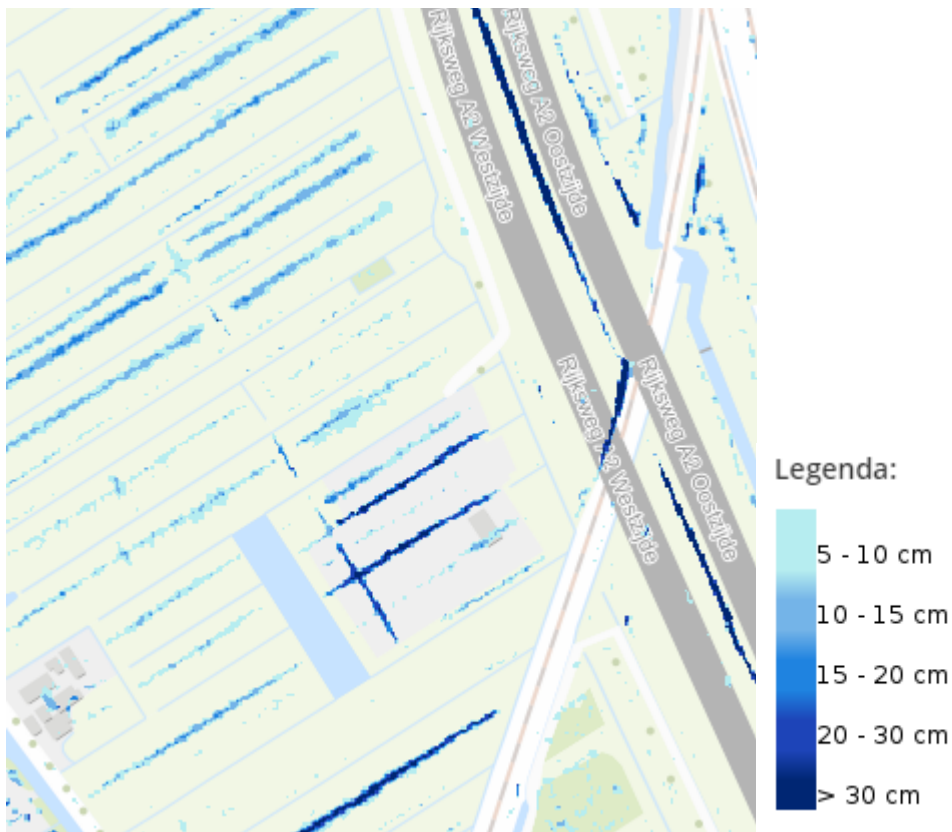 Rijksweg A2 Westzijde
Rijksweg A2 Oostzijde
Rijksweg A2 Westzijde
Rijksweg A2 Oostzijde
Legenda:
5 - 10 cm
10 - 15 cm
15 - 20 cm
20 - 30 cm
> 30 cm